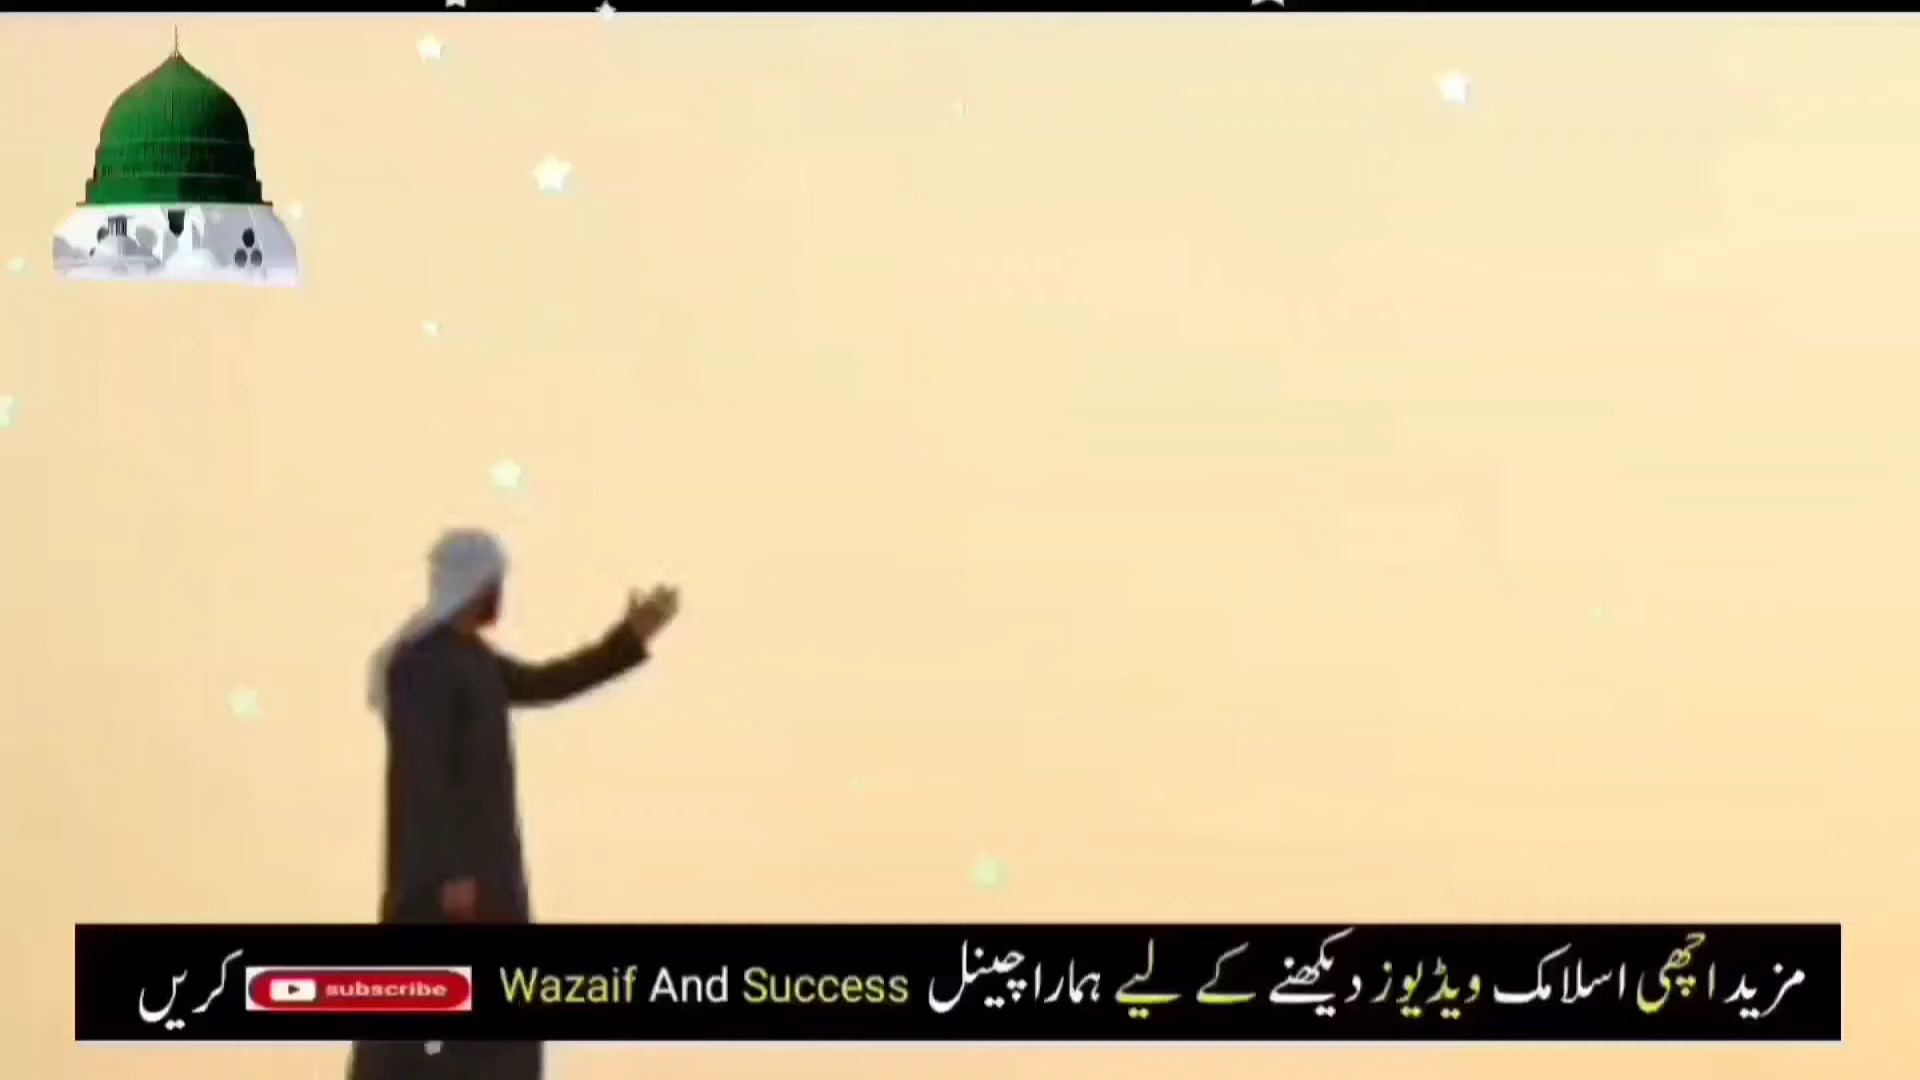 مزید اچھی اسلامک ویڈیوز دیکھنے کے لیے ہمارا چینل Wazaif And Success subscribe کریں